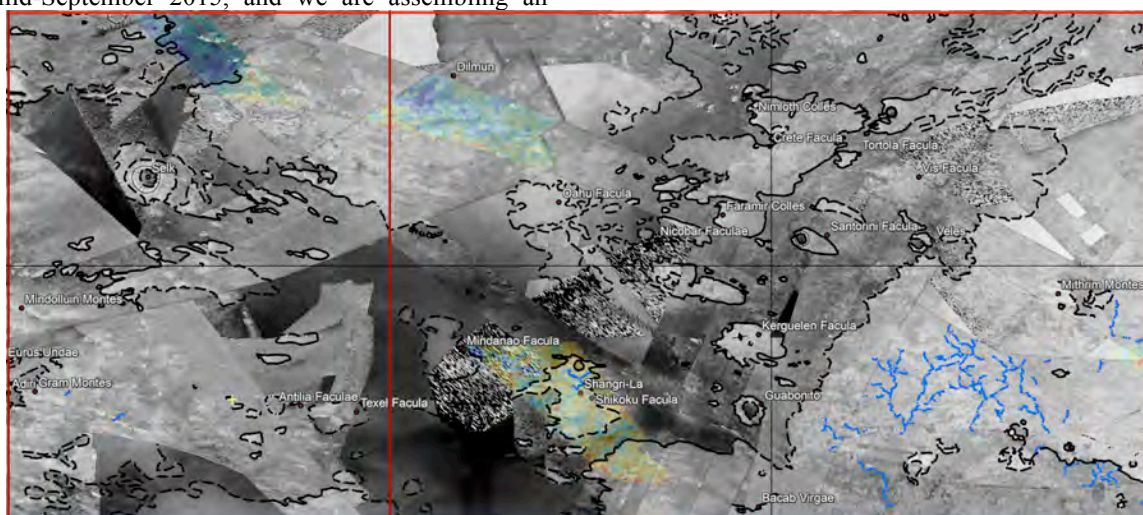 mid-September 2015, and we are assembling an
Dilmun
Nimloth Colles
Crete Facula
Tortola Facula
Vis Facula
Selk
Oahu Facula
Faramir Colles
Nicobar Faculae
Santorini Facula
Veles
Mindolluin Montes
Mithrim Montes
Kerguelen Facula
Mindanao Facula
Eurus Undae
Shangri-La
Adiri
Gram Montes
Antilia Faculae
Texel Facula
Shikoku Facula
Guabonito
Bacab Virgae